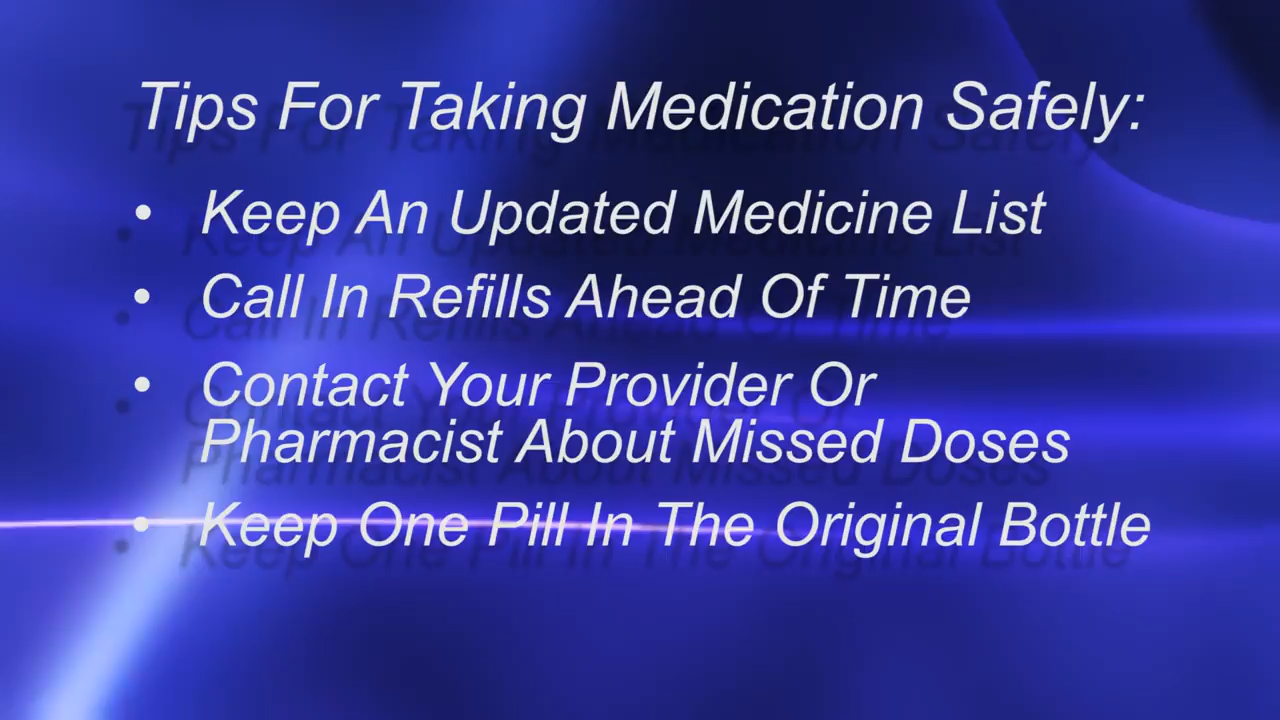 Tips For Taking Medication Safely:
• Keep An Updated Medicine List
• Call In Refills Ahead Of Time
• Contact Your Provider Or
Pharmacist About Missed Doses
• Keep One Pill In The Original Bottle